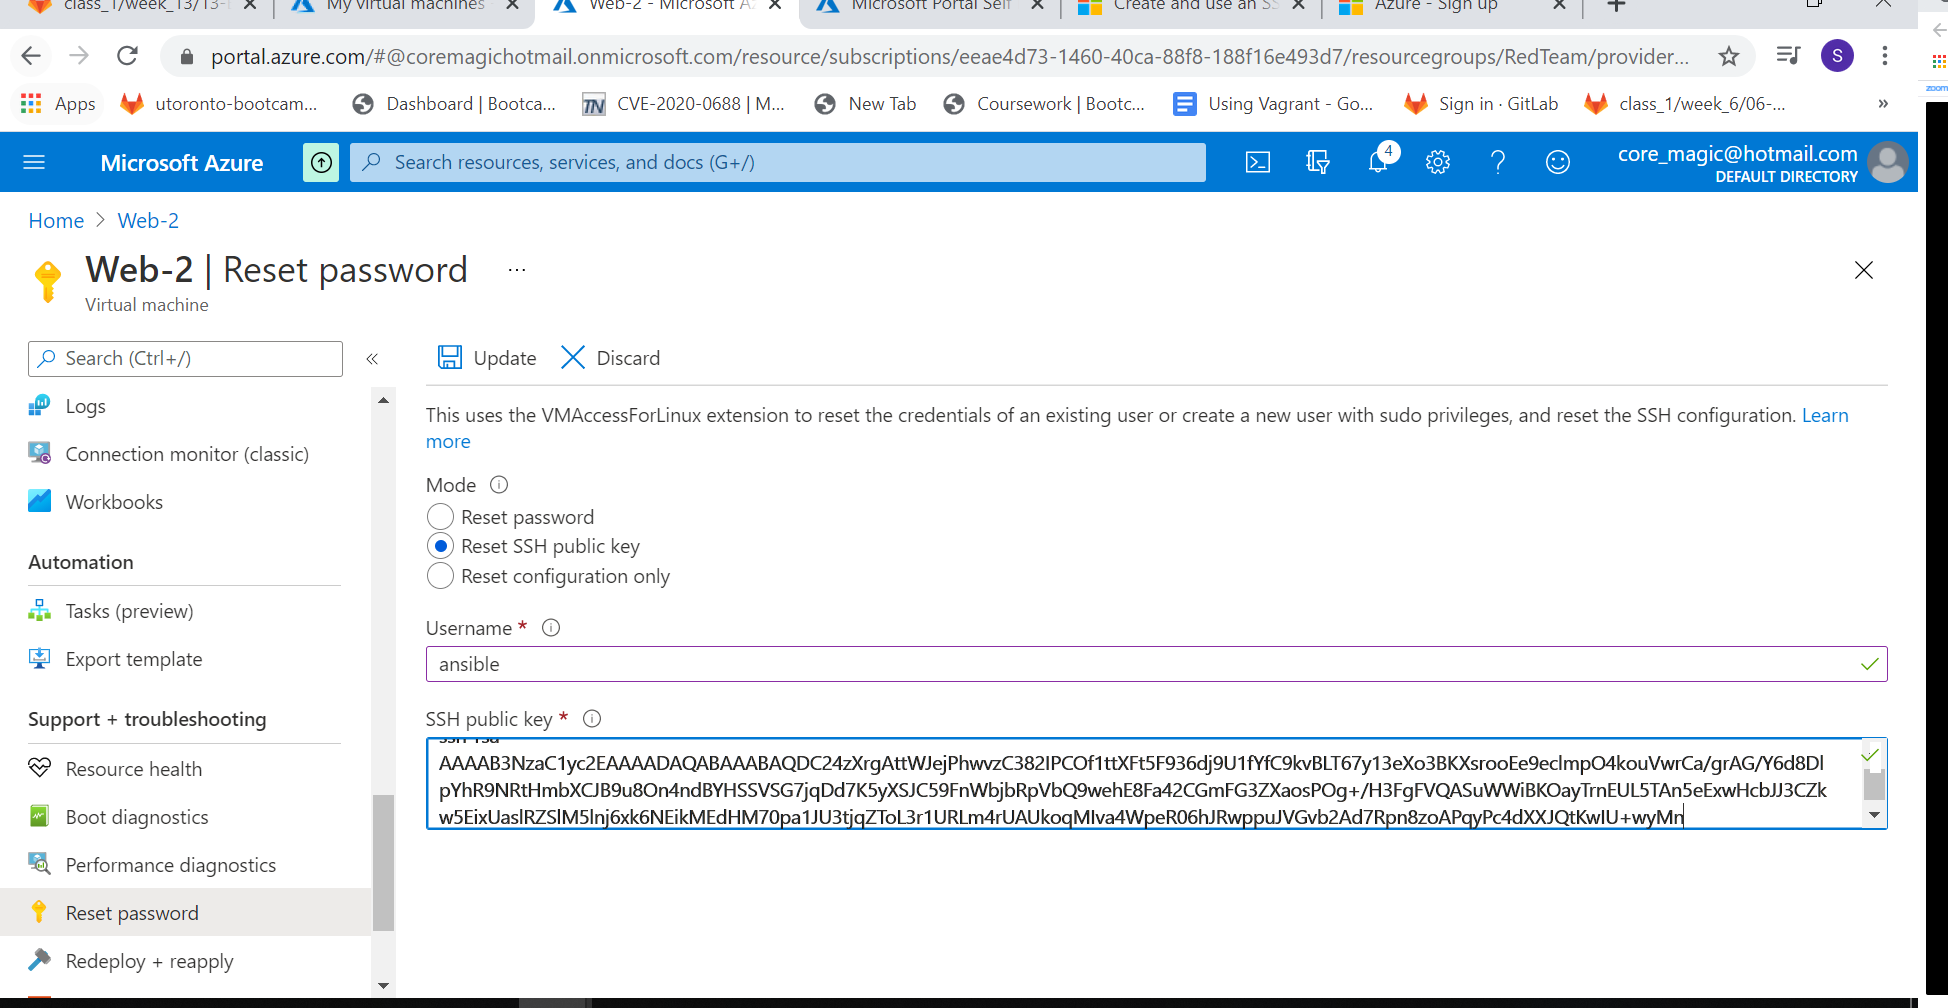 class_1/week_13/13-
My virtual machines
Web-2 - Microsoft Az
Microsoft Portal Self
Create and use an SS
Azure - Sign up
portal.azure.com/#@coremagichotmail.onmicrosoft.com/resource/subscriptions/eeae4d73-1460-40ca-88f8-188f16e493d7/resourcegroups/RedTeam/provider...
S
Apps
utoronto-bootcam...
Dashboard | Bootca...
TN
CVE-2020-0688 | M...
New Tab
Coursework | Bootc...
Using Vagrant - Go...
Sign in · GitLab
class_1/week_6/06-...
»
zoom
Microsoft Azure
Search resources, services, and docs (G+/)
4
core_magic@hotmail.com
DEFAULT DIRECTORY
Home > Web-2
Web-2 | Reset password ...
Virtual machine
Search (Ctrl+/)
«
Update
Discard
Logs
Connection monitor (classic)
Workbooks
Automation
Tasks (preview)
Export template
Support + troubleshooting
Resource health
Boot diagnostics
Performance diagnostics
Reset password
Redeploy + reapply
This uses the VMAccessForLinux extension to reset the credentials of an existing user or create a new user with sudo privileges, and reset the SSH configuration. Learn
more
Mode
Reset password
Reset SSH public key
Reset configuration only
Username *
ansible
SSH public key *
ssh-rsa
AAAAB3NzaC1yc2EAAAADAQABAAABAQDC24zXrgAttWJejPhwvzC382IPCOf1ttXFt5F936dj9U1fYfC9kvBLT67y13eXo3BKXsrooEe9eclmpO4kouVwrCa/grAG/Y6d8Dl
pYhR9NRtHmbXCJB9u8On4ndBYHSSVSG7jqDd7K5yXSJC59FnWbjbRpVbQ9wehE8Fa42CGmFG3ZXaosPOg+/H3FgFVQASuWWiBKOayTrnEUL5TAn5eExwHcbJJ3CZk
w5EixUaslRZSlM5lnj6xk6NEikMEdHM70pa1JU3tjqZToL3r1URLm4rUAUkoqMlva4WpeR06hJRwppuJVGvb2Ad7Rpn8zoAPqyPc4dXXJQtKwIU+wyMn